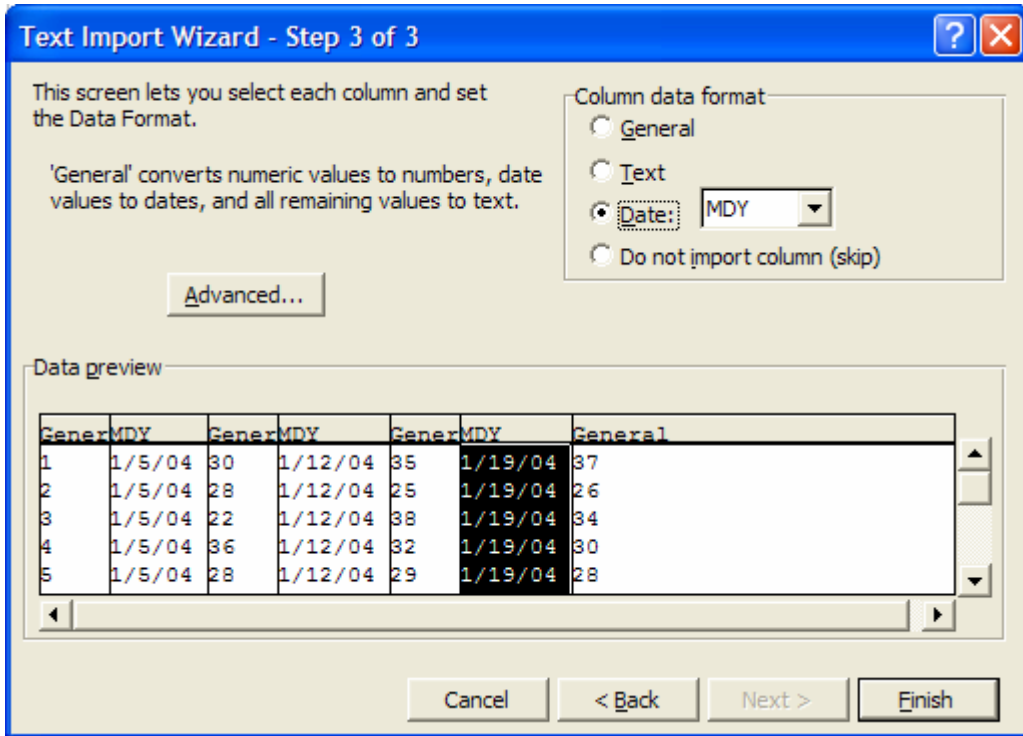 Text Import Wizard - Step 3 of 3
This screen lets you select each column and set
the Data Format.
'General' converts numeric values to numbers, date
values to dates, and all remaining values to text.
Advanced...
Column data format
General
Text
Date: MDY
Do not import column (skip)
Data preview
Gener MDY Gener MDY Gener MDY General
1 1/5/04 30 1/12/04 35 1/19/04 37
2 1/5/04 28 1/12/04 25 1/19/04 26
3 1/5/04 22 1/12/04 38 1/19/04 34
4 1/5/04 36 1/12/04 32 1/19/04 30
5 1/5/04 28 1/12/04 29 1/19/04 28
Cancel < Back Next > Finish